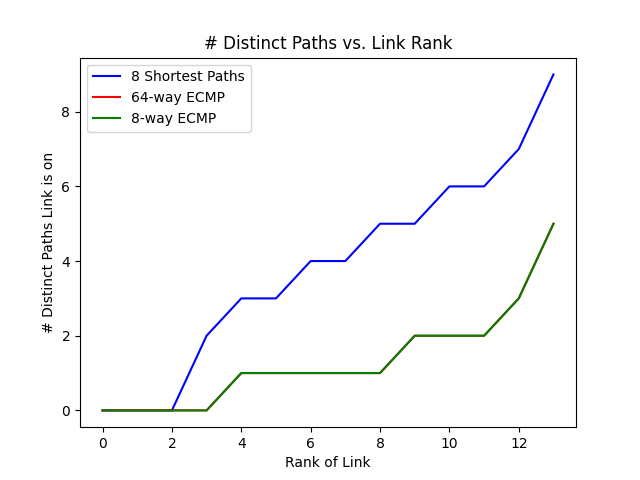 # Distinct Paths vs. Link Rank
8 Shortest Paths
64-way ECMP
8-way ECMP
# Distinct Paths Link is on
8
6
4
2
0
0 2 4 6 8 10 12
Rank of Link